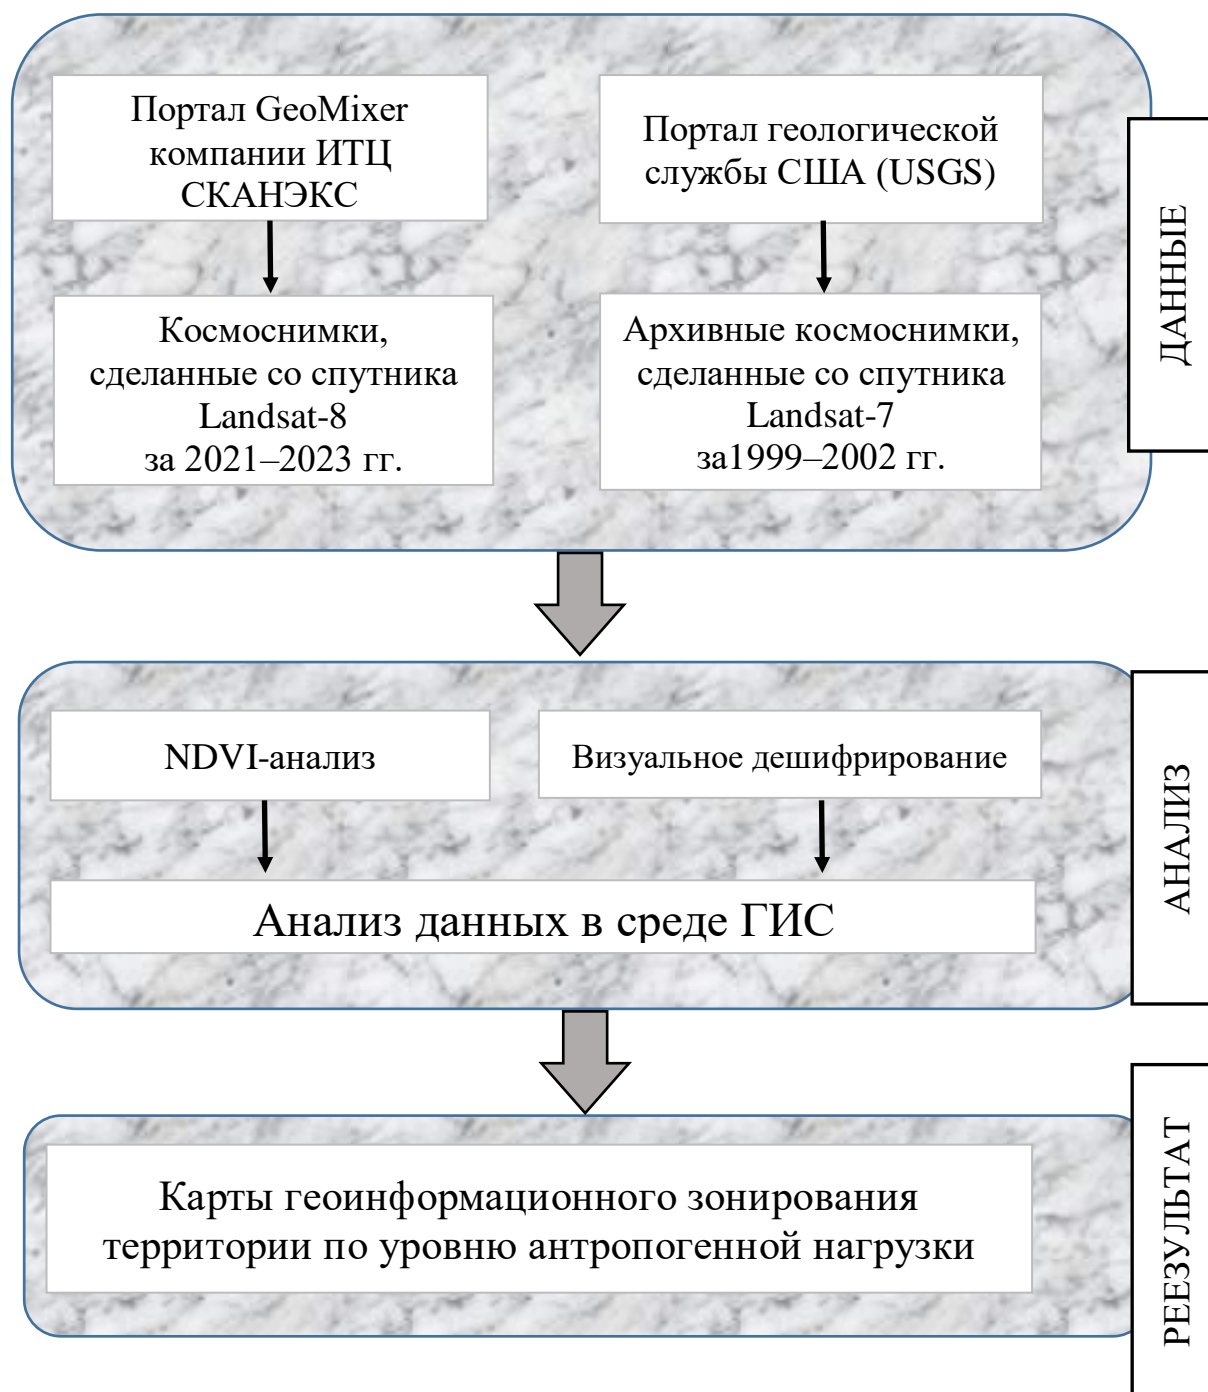 Портал GeoMixer
компании ИТЦ
СКАНЭКС
Портал геологической
службы США (USGS)
Космоснимки,
сделанные со спутника
Landsat-8
за 2021–2023 гг.
Архивные космоснимки,
сделанные со спутника
Landsat-7
за1999–2002 гг.
ДАННЫЕ
NDVI-анализ
Визуальное дешифрирование
Анализ данных в среде ГИС
АНАЛИЗ
Карты геоинформационного зонирования
территории по уровню антропогенной нагрузки
РЕЕЗУЛЬТАТ